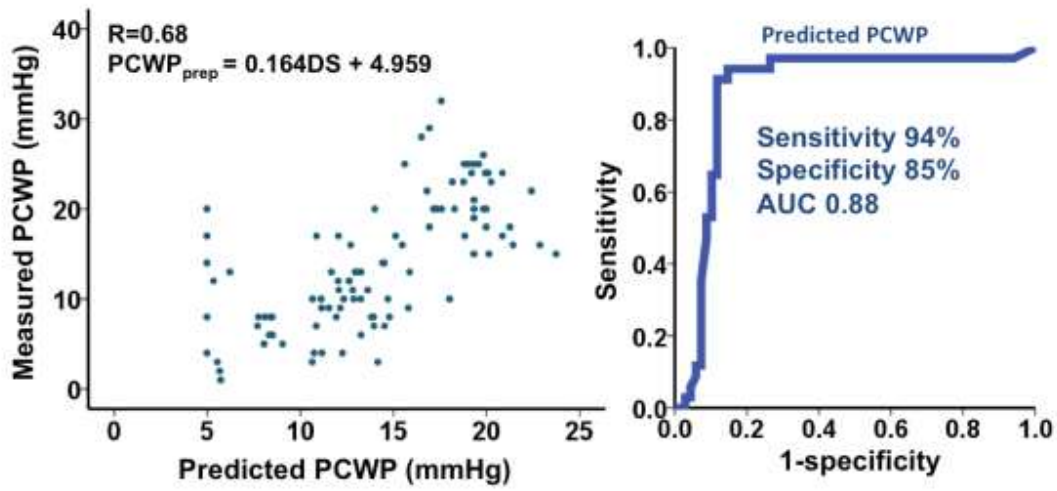 R=0.68
PCWPprep = 0.164DS + 4.959
Measured PCWP (mmHg)
40
30
20
10
0
0 5 10 15 20 25
Predicted PCWP (mmHg)
Predicted PCWP
Sensitivity 94%
Specificity 85%
AUC 0.88
Sensitivity
1.0
0.8
0.6
0.4
0.2
0.0
0.0 0.2 0.4 0.6 0.8 1.0
1-specificity